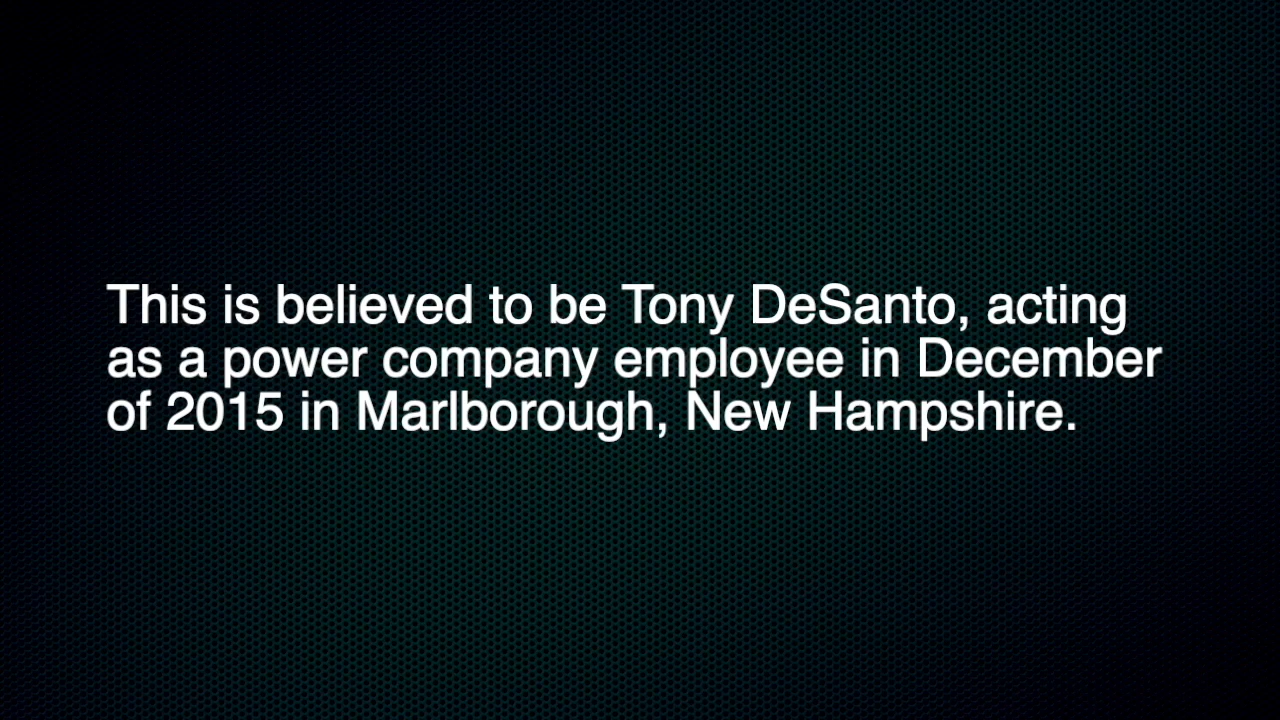 This is believed to be Tony DeSanto, acting
as a power company employee in December
of 2015 in Marlborough, New Hampshire.